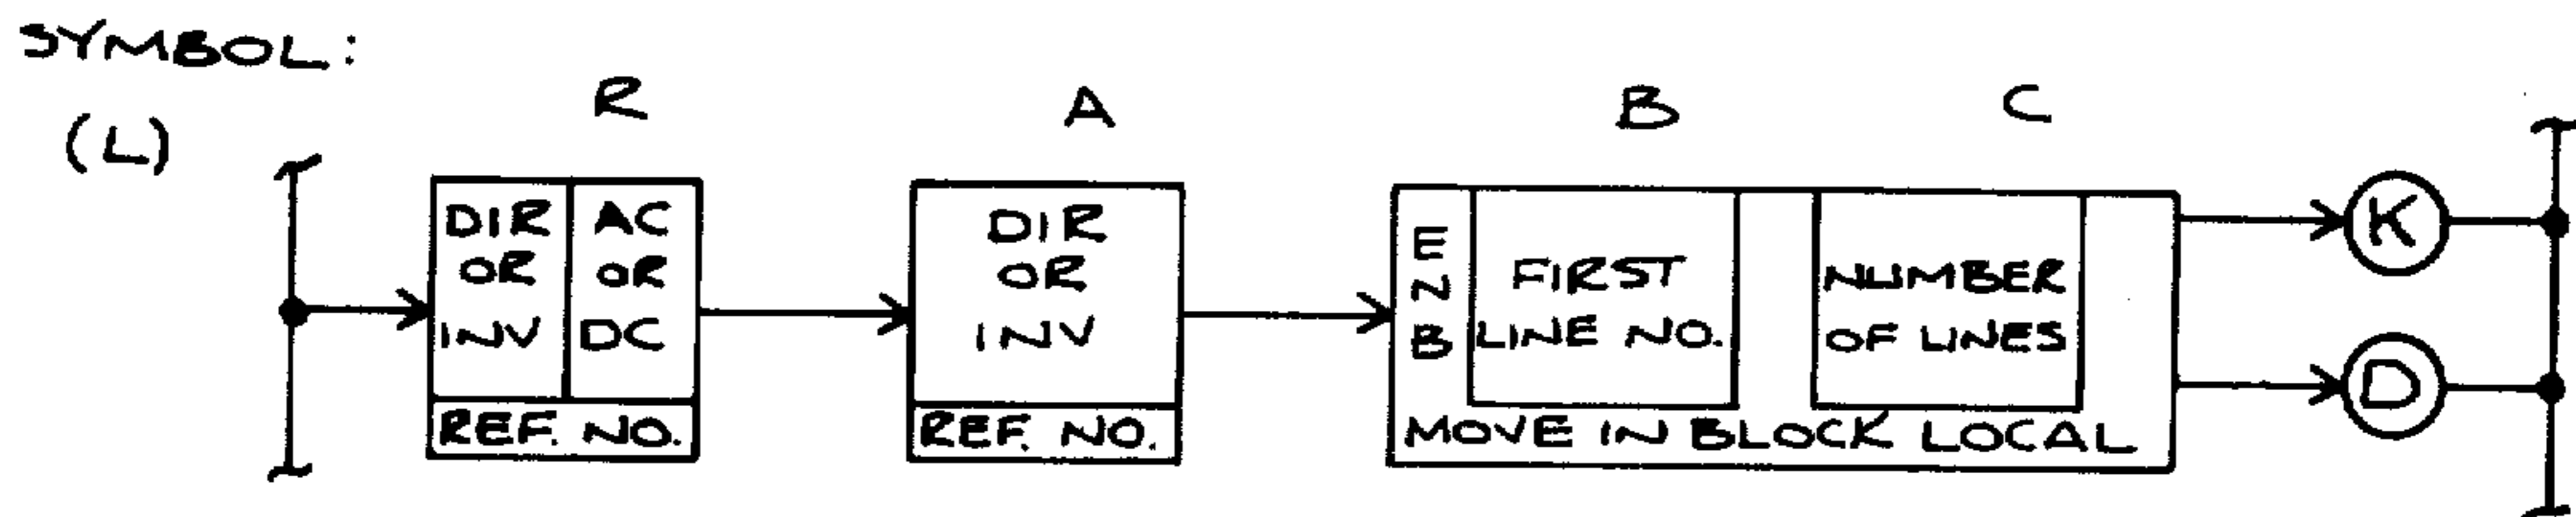 SYMBOL:
(L)
R
A
B
C
DIR
OR
INV
AC
OR
DC
REF. NO.
DIR
OR
INV
REF. NO.
ENB
FIRST
LINE NO.
NUMBER
OF LINES
MOVE IN BLOCK LOCAL
K
D